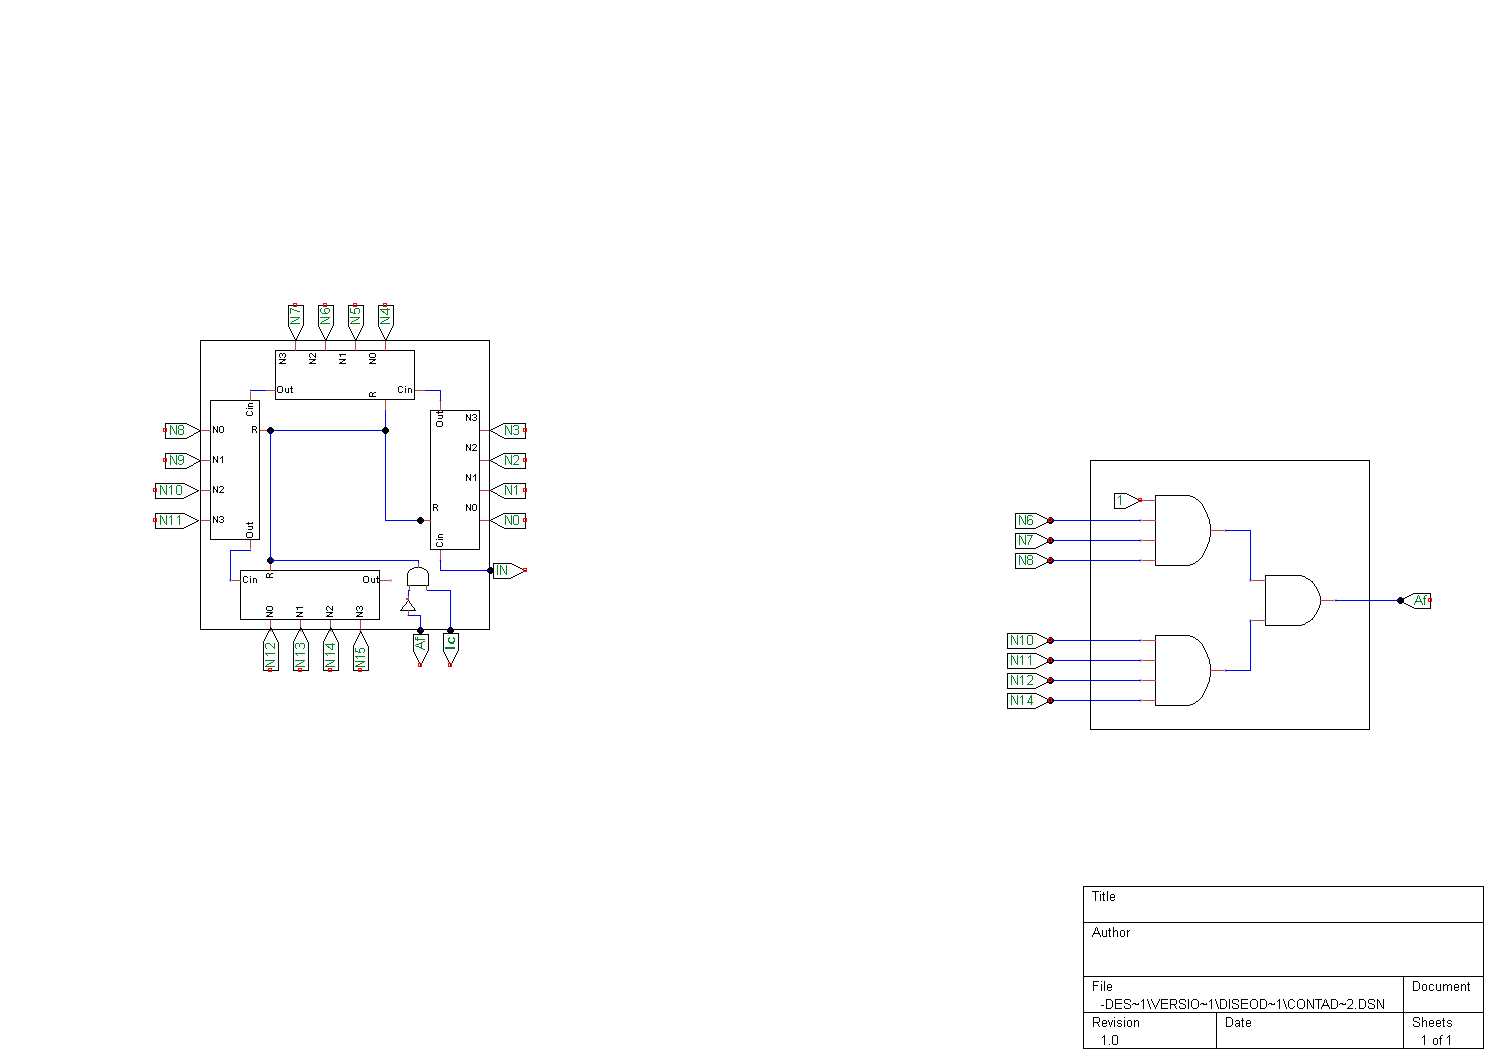 N7 N6 N5 N4
N3 N2 N1 N0
Out R Cin
Cin
Out N3
N8 N0 R N3
N2
N9 N1 N2
N1
N10 N2 N1
R N0
N11 N3 N0
Out Cin
IN
Cin R Out
N0 N1 N2 N3
N12 N13 N14 N15 Af Ic
1
N6
N7
N8
Af
N10
N11
N12
N14
Title
Author
File Document
-DES~1\VERSIO~1\DISEOD~1\CONTAD~2.DSN
Revision Date Sheets
1.0 1 of 1